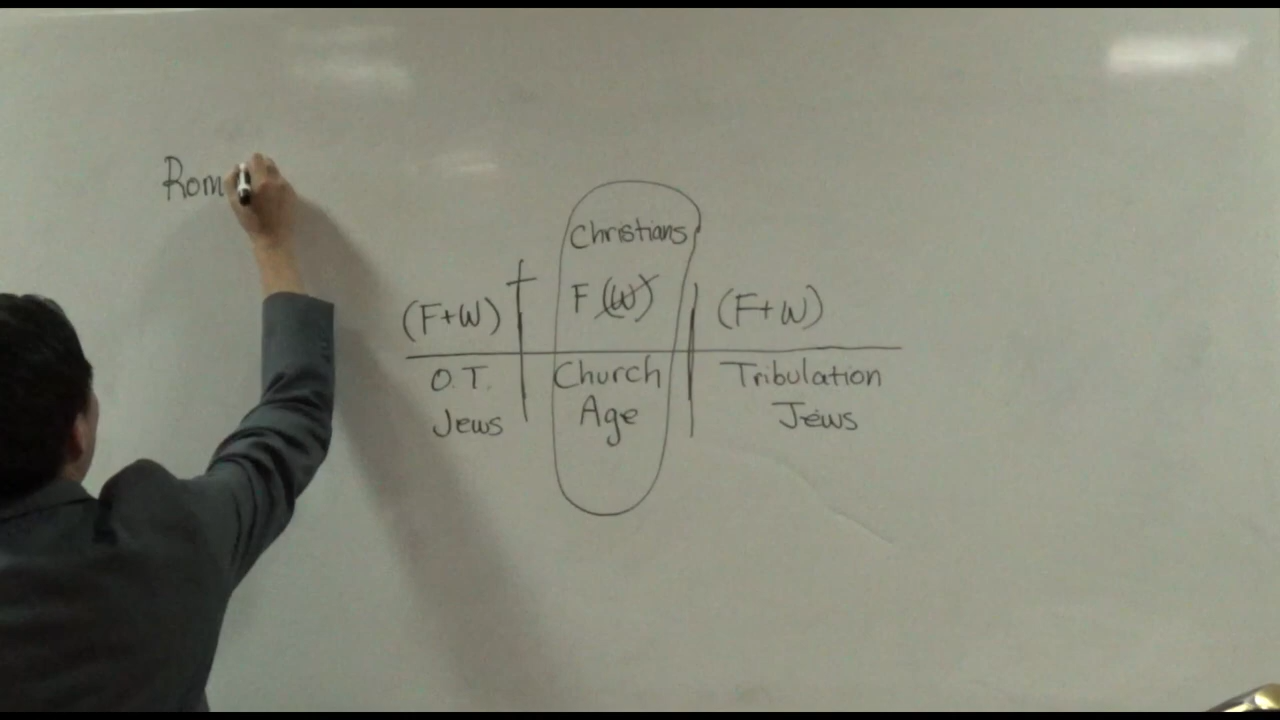 Rom
Christians
(F+W) F (W) (F+W)
O.T. Church Tribulation
Jews Age Jews